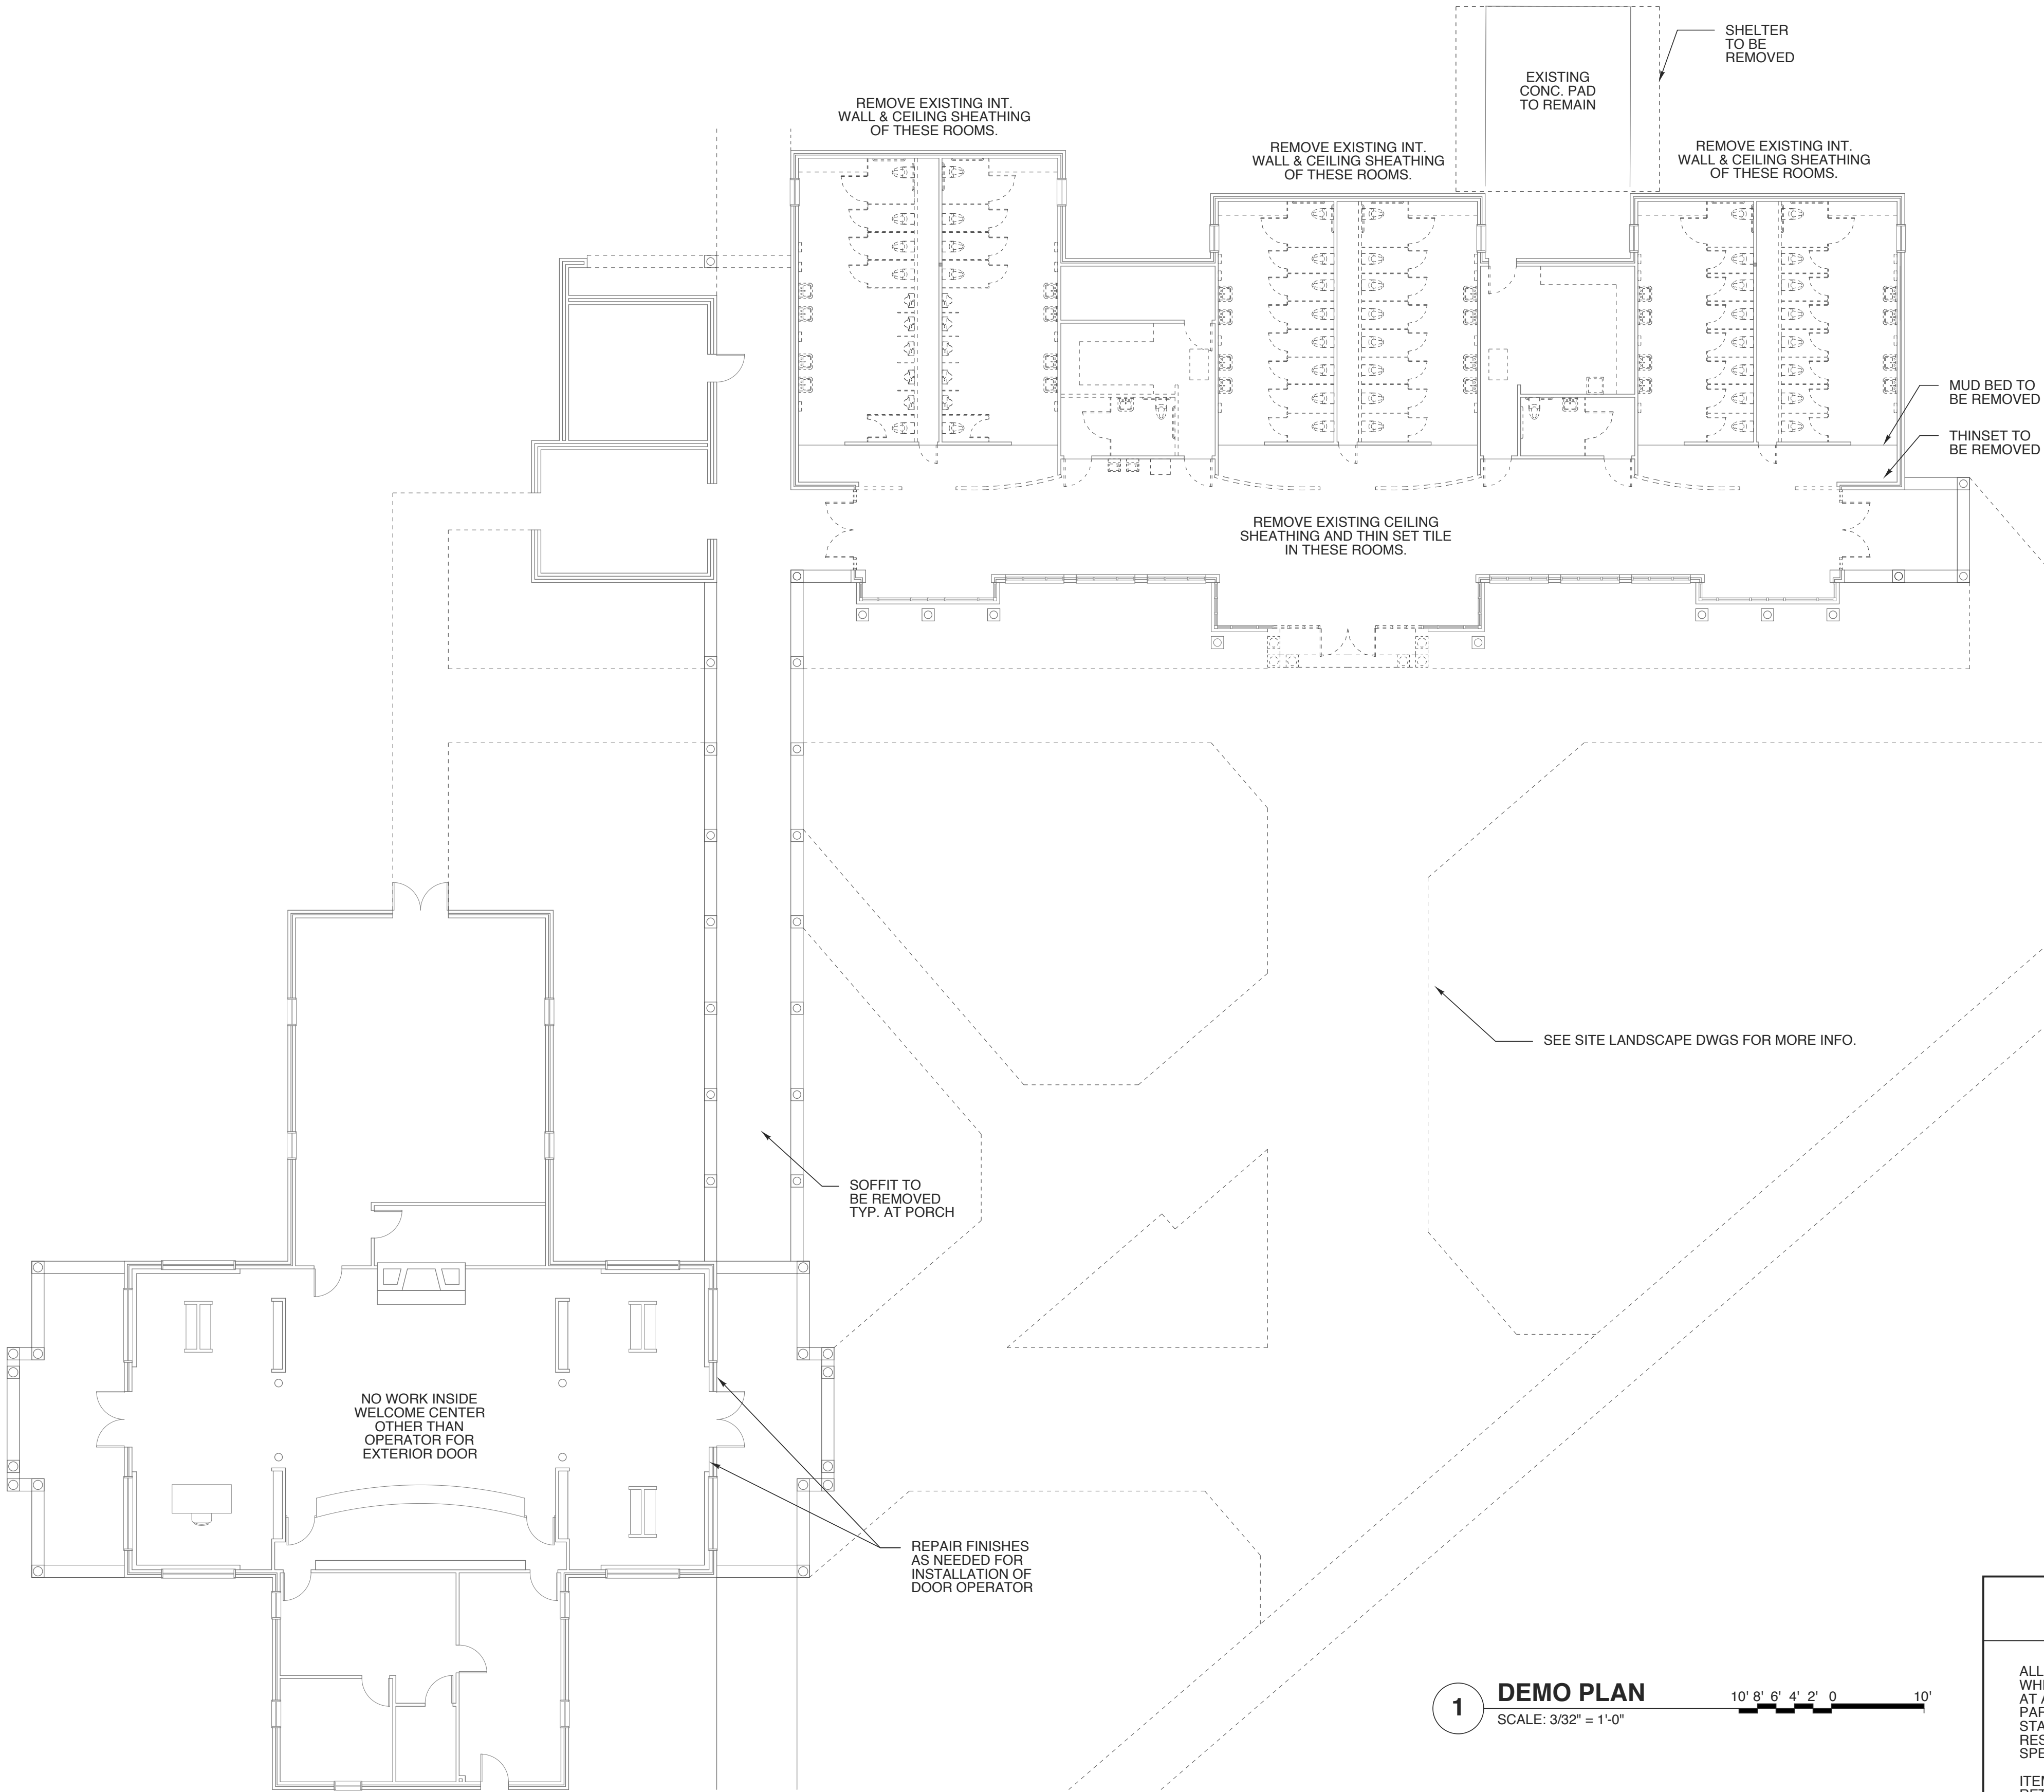 SHELTER
TO BE
REMOVED
EXISTING
CONC. PAD
TO REMAIN
REMOVE EXISTING INT.
WALL & CEILING SHEATHING
OF THESE ROOMS.
REMOVE EXISTING INT.
WALL & CEILING SHEATHING
OF THESE ROOMS.
REMOVE EXISTING INT.
WALL & CEILING SHEATHING
OF THESE ROOMS.
MUD BED TO
BE REMOVED
THINSET TO
BE REMOVED
REMOVE EXISTING CEILING
SHEATHING AND THIN SET TILE
IN THESE ROOMS.
SEE SITE LANDSCAPE DWGS FOR MORE INFO.
SOFFIT TO
BE REMOVED
TYP. AT PORCH
NO WORK INSIDE
WELCOME CENTER
OTHER THAN
OPERATOR FOR
EXTERIOR DOOR
REPAIR FINISHES
AS NEEDED FOR
INSTALLATION OF
DOOR OPERATOR
1
DEMO PLAN
SCALE: 3/32" = 1'-0"
10' 8' 6' 4' 2' 0 10'
ALL
AT